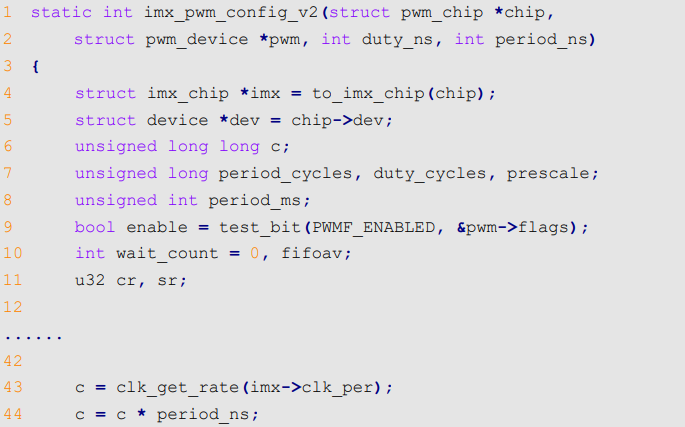 1 static int imx_pwm_config_v2(struct pwm_chip *chip,
2 struct pwm_device *pwm, int duty_ns, int period_ns)
3 {
4 struct imx_chip *imx = to_imx_chip(chip);
5 struct device *dev = chip->dev;
6 unsigned long long c;
7 unsigned long period_cycles, duty_cycles, prescale;
8 unsigned int period_ms;
9 bool enable = test_bit(PWMF_ENABLED, &pwm->flags);
10 int wait_count = 0, fifoav;
11 u32 cr, sr;
12
......
42
43 c = clk_get_rate(imx->clk_per);
44 c = c * period_ns;